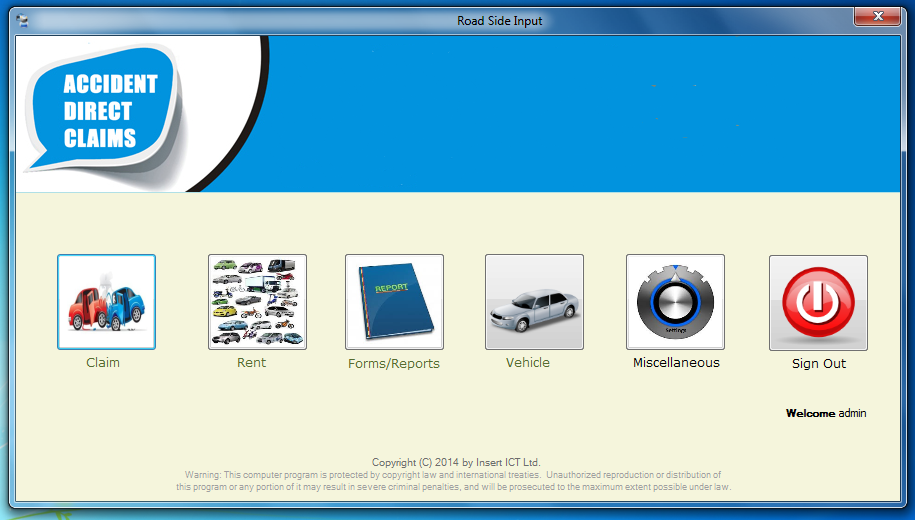 Road Side Input
ACCIDENT
DIRECT
CLAIMS
REPORT
Settings
Claim
Rent
Forms/Reports
Vehicle
Miscellaneous
Sign Out
Welcome admin
Copyright (C) 2014 by Insert ICT Ltd.
Warning: This computer program is protected by copyright law and international treaties. Unauthorized reproduction or distribution of
this program or any portion of it may result in severe criminal penalties, and will be prosecuted to the maximum extent possible under law.